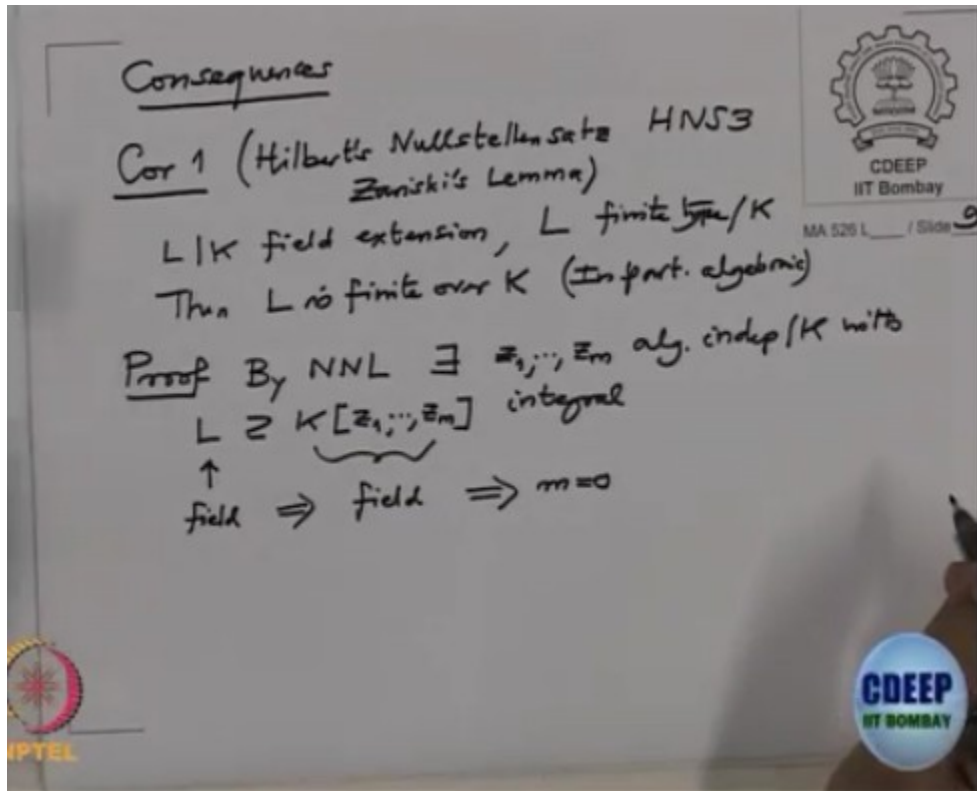 Consequences
Cor 1 (Hilbert's Nullstellensatz HNS3
Zariski's Lemma)
L|K field extension, L finite type/K
Then L is finite over K (In part. algebraic)
Proof By NNL ∃ z₁,⋯,zₘ alg. indep/K with
L ⊇ K[z₁,⋯,zₘ] integral
↑
field ⇒ field ⇒ m=0
CDEEP
IIT Bombay
MA 526 L___ / Slide 9
NPTEL
CDEEP
IIT BOMBAY